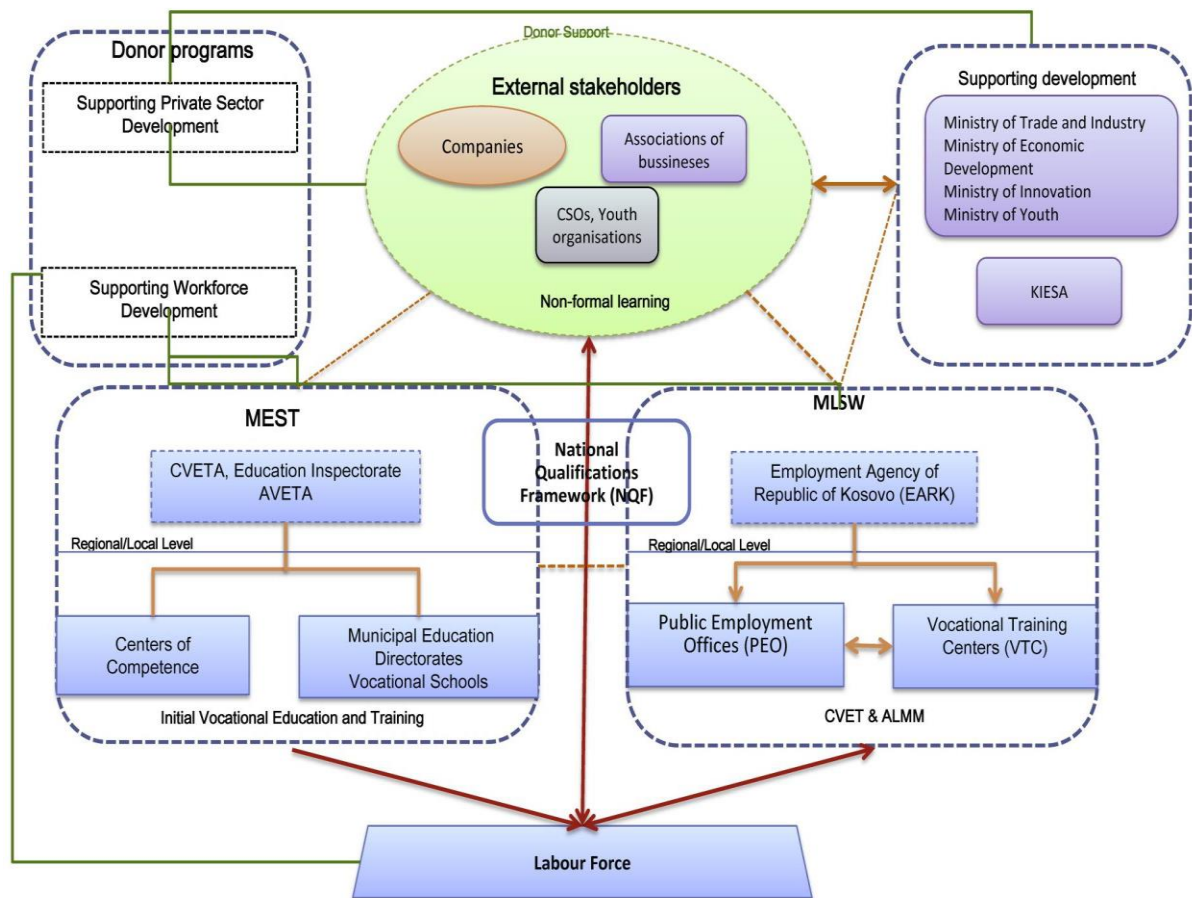 Donor Support
Donor programs
Supporting Private Sector
Development
Supporting Workforce
Development
External stakeholders
Companies
Associations of
bussineses
CSOs, Youth
organisations
Non-formal learning
Supporting development
Ministry of Trade and Industry
Ministry of Economic
Development
Ministry of Innovation
Ministry of Youth
KIESA
MEST
CVETA, Education Inspectorate
AVETA
Regional/Local Level
Centers of
Competence
Municipal Education
Directorates
Vocational Schools
Initial Vocational Education and Training
National
Qualifications
Framework (NQF)
MLSW
Employment Agency of
Republic of Kosovo (EARK)
Regional/Local Level
Public Employment
Offices (PEO)
Vocational Training
Centers (VTC)
CVET & ALMM
Labour Force